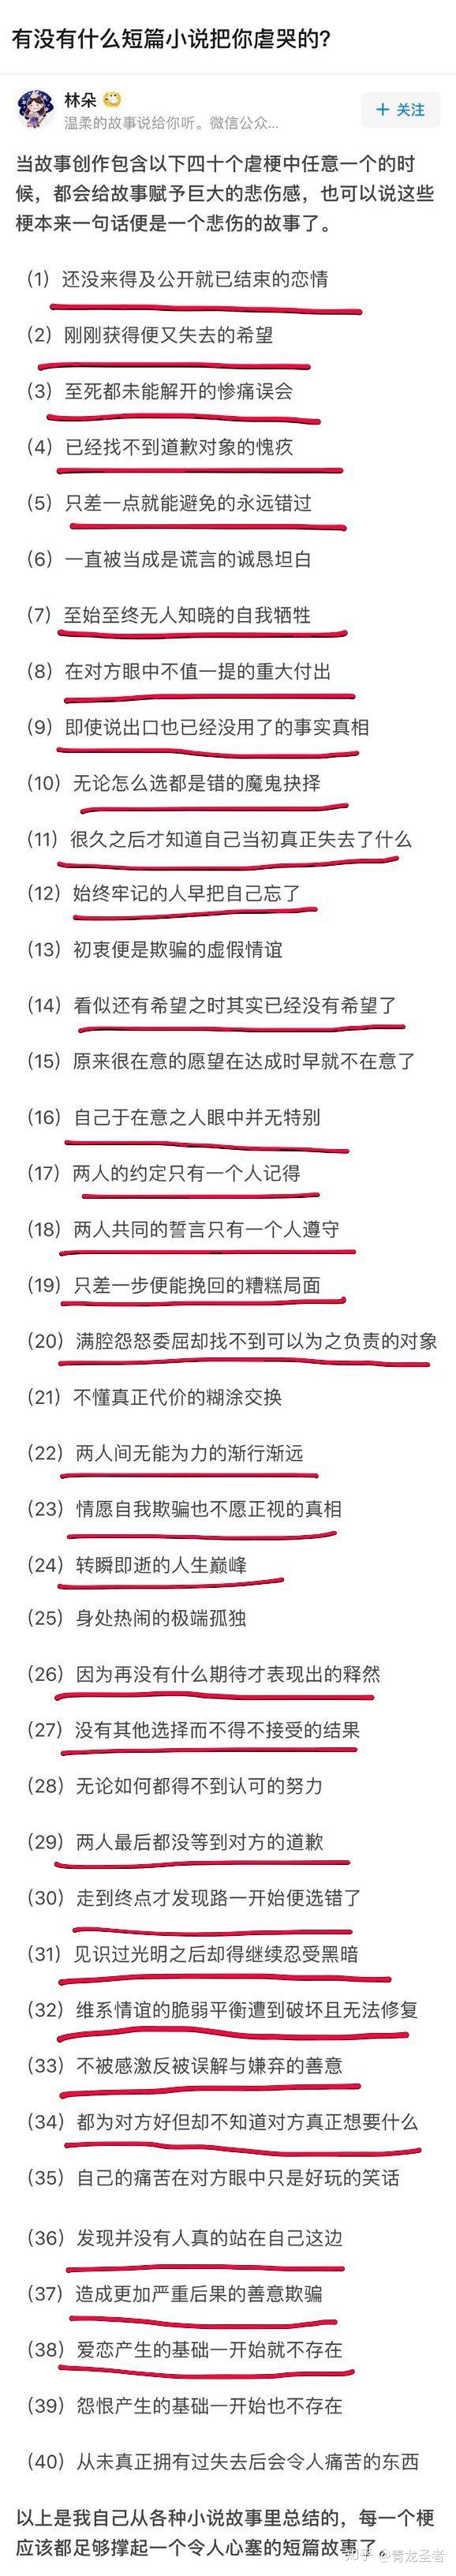 有没有什么短篇小说把你虐哭的?
林朵
温柔的故事说给你听。微信公众...
+ 关注
当故事创作包含以下四十个虐梗中任意一个的时
候，都会给故事赋予巨大的悲伤感，也可以说这些
梗本来一句话便是一个悲伤的故事了。
（1）还没来得及公开就已结束的恋情
（2）刚刚获得便又失去的希望
（3）至死都未能解开的惨痛误会
（4）已经找不到道歉对象的愧疚
（5）只差一点就能避免的永远错过
（6）一直被当成是谎言的诚恳坦白
（7）至始至终无人知晓的自我牺牲
（8）在对方眼中不值一提的重大付出
（9）即使说出口也已经没用了的事实真相
（10）无论怎么选都是错的魔鬼抉择
（11）很久之后才知道自己当初真正失去了什么
（12）始终牢记的人早把自己忘了
（13）初衷便是欺骗的虚假情谊
（14）看似还有希望之时其实已经没有希望了
（15）原来很在意的愿望在达成时早就不在意了
（16）自己于在意之人眼中并无特别
（17）两人的约定只有一个人记得
（18）两人共同的誓言只有一个人遵守
（19）只差一步便能挽回的糟糕局面
（20）满腔怨怒委屈却找不到可以为之负责的对象
（21）不懂真正代价的糊涂交换
（22）两人间无能为力的渐行渐远
（23）情愿自我欺骗也不愿正视的真相
（24）转瞬即逝的人生巅峰
（25）身处热闹的极端孤独
（26）因为再没有什么期待才表现出的释然
（27）没有其他选择而不得不接受的结果
（28）无论如何都得不到认可的努力
（29）两人最后都没等到对方的道歉
（30）走到终点才发现路一开始便选错了
（31）见识过光明之后却得继续忍受黑暗
（32）维系情谊的脆弱平衡遭到破坏且无法修复
（33）不被感激反被误解与嫌弃的善意
（34）都为对方好但却不知道对方真正想要什么
（35）自己的痛苦在对方眼中只是好玩的笑话
（36）发现并没有人真的站在自己这边
（37）造成更加严重后果的善意欺骗
（38）爱恋产生的基础一开始就不存在
（39）怨恨产生的基础一开始也不存在
（40）从未真正拥有过失去后会令人痛苦的东西
以上是我自己从各种小说故事里总结的，每一个梗
应该都足够撑起一个令人心塞的短篇故事了。
知乎 @青龙圣者